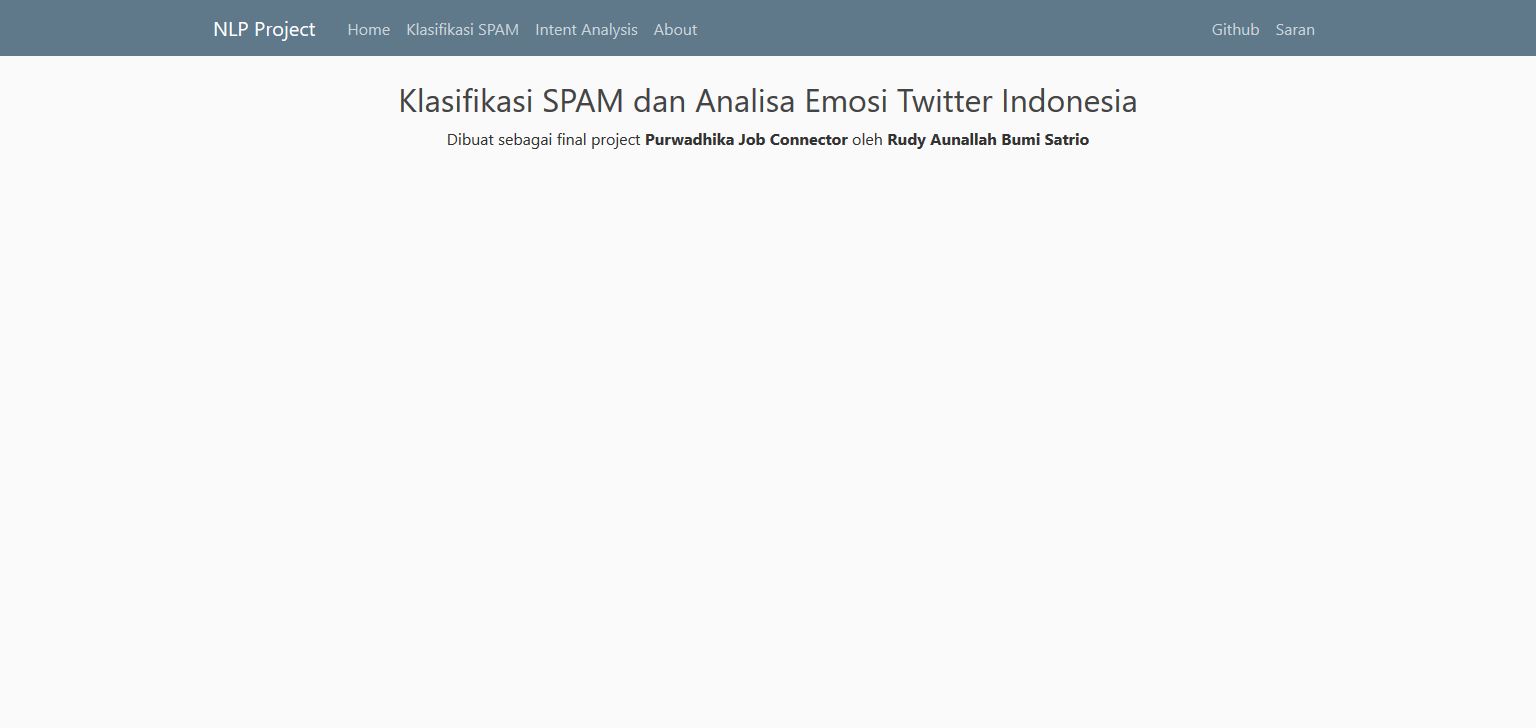 NLP Project Home Klasifikasi SPAM Intent Analysis About Github Saran
Klasifikasi SPAM dan Analisa Emosi Twitter Indonesia
Dibuat sebagai final project Purwadhika Job Connector oleh Rudy Aunallah Bumi Satrio